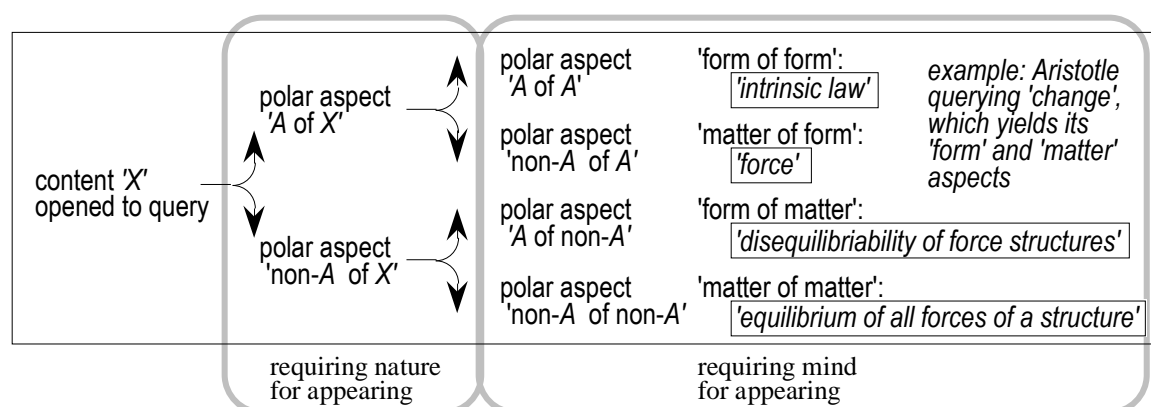 content 'X'
opened to query
polar aspect
'A of X'
polar aspect
'non-A of X'
polar aspect
'A of A'
polar aspect
'non-A of A'
polar aspect
'A of non-A'
polar aspect
'non-A of non-A'
'form of form':
'intrinsic law'
'matter of form':
'force'
'form of matter':
'disequilibriability of force structures'
'matter of matter':
'equilibrium of all forces of a structure'
example: Aristotle
querying 'change',
which yields its
'form' and 'matter'
aspects
requiring nature
for appearing
requiring mind
for appearing